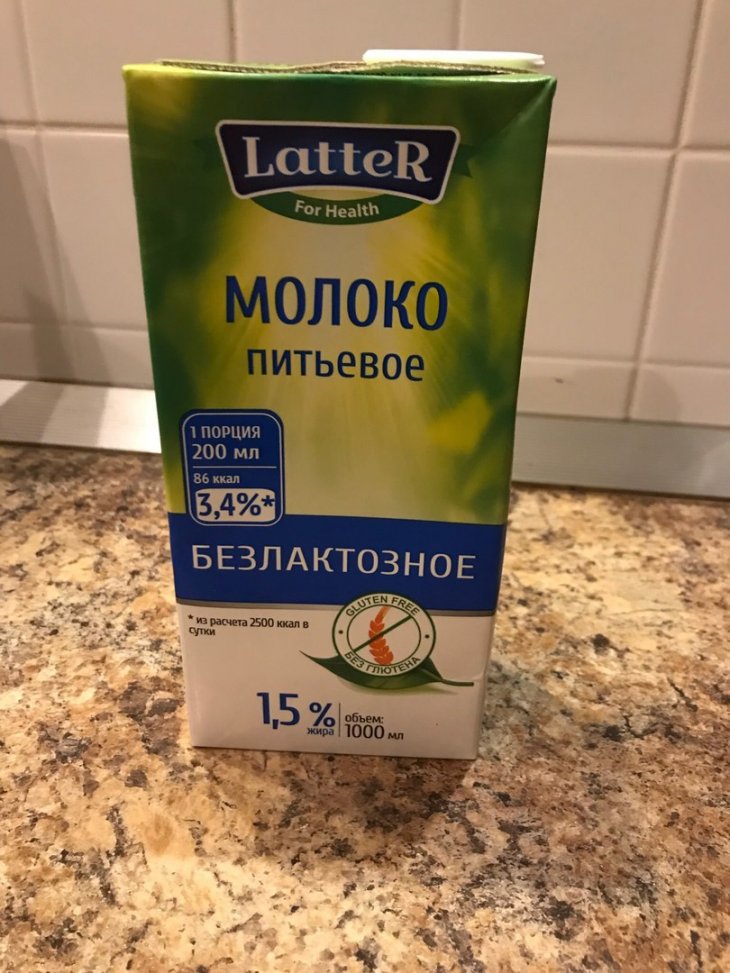 LatteR
For Health
МОЛОКО
питьевое
1 ПОРЦИЯ
200 мл
86 ккал
3,4%*
БЕЗЛАКТОЗНОЕ
* из расчета 2500 ккал в
сутки
GLUTEN FREE
БЕЗ ГЛЮТЕНА
1,5 %
жира
объем:
1000 мл